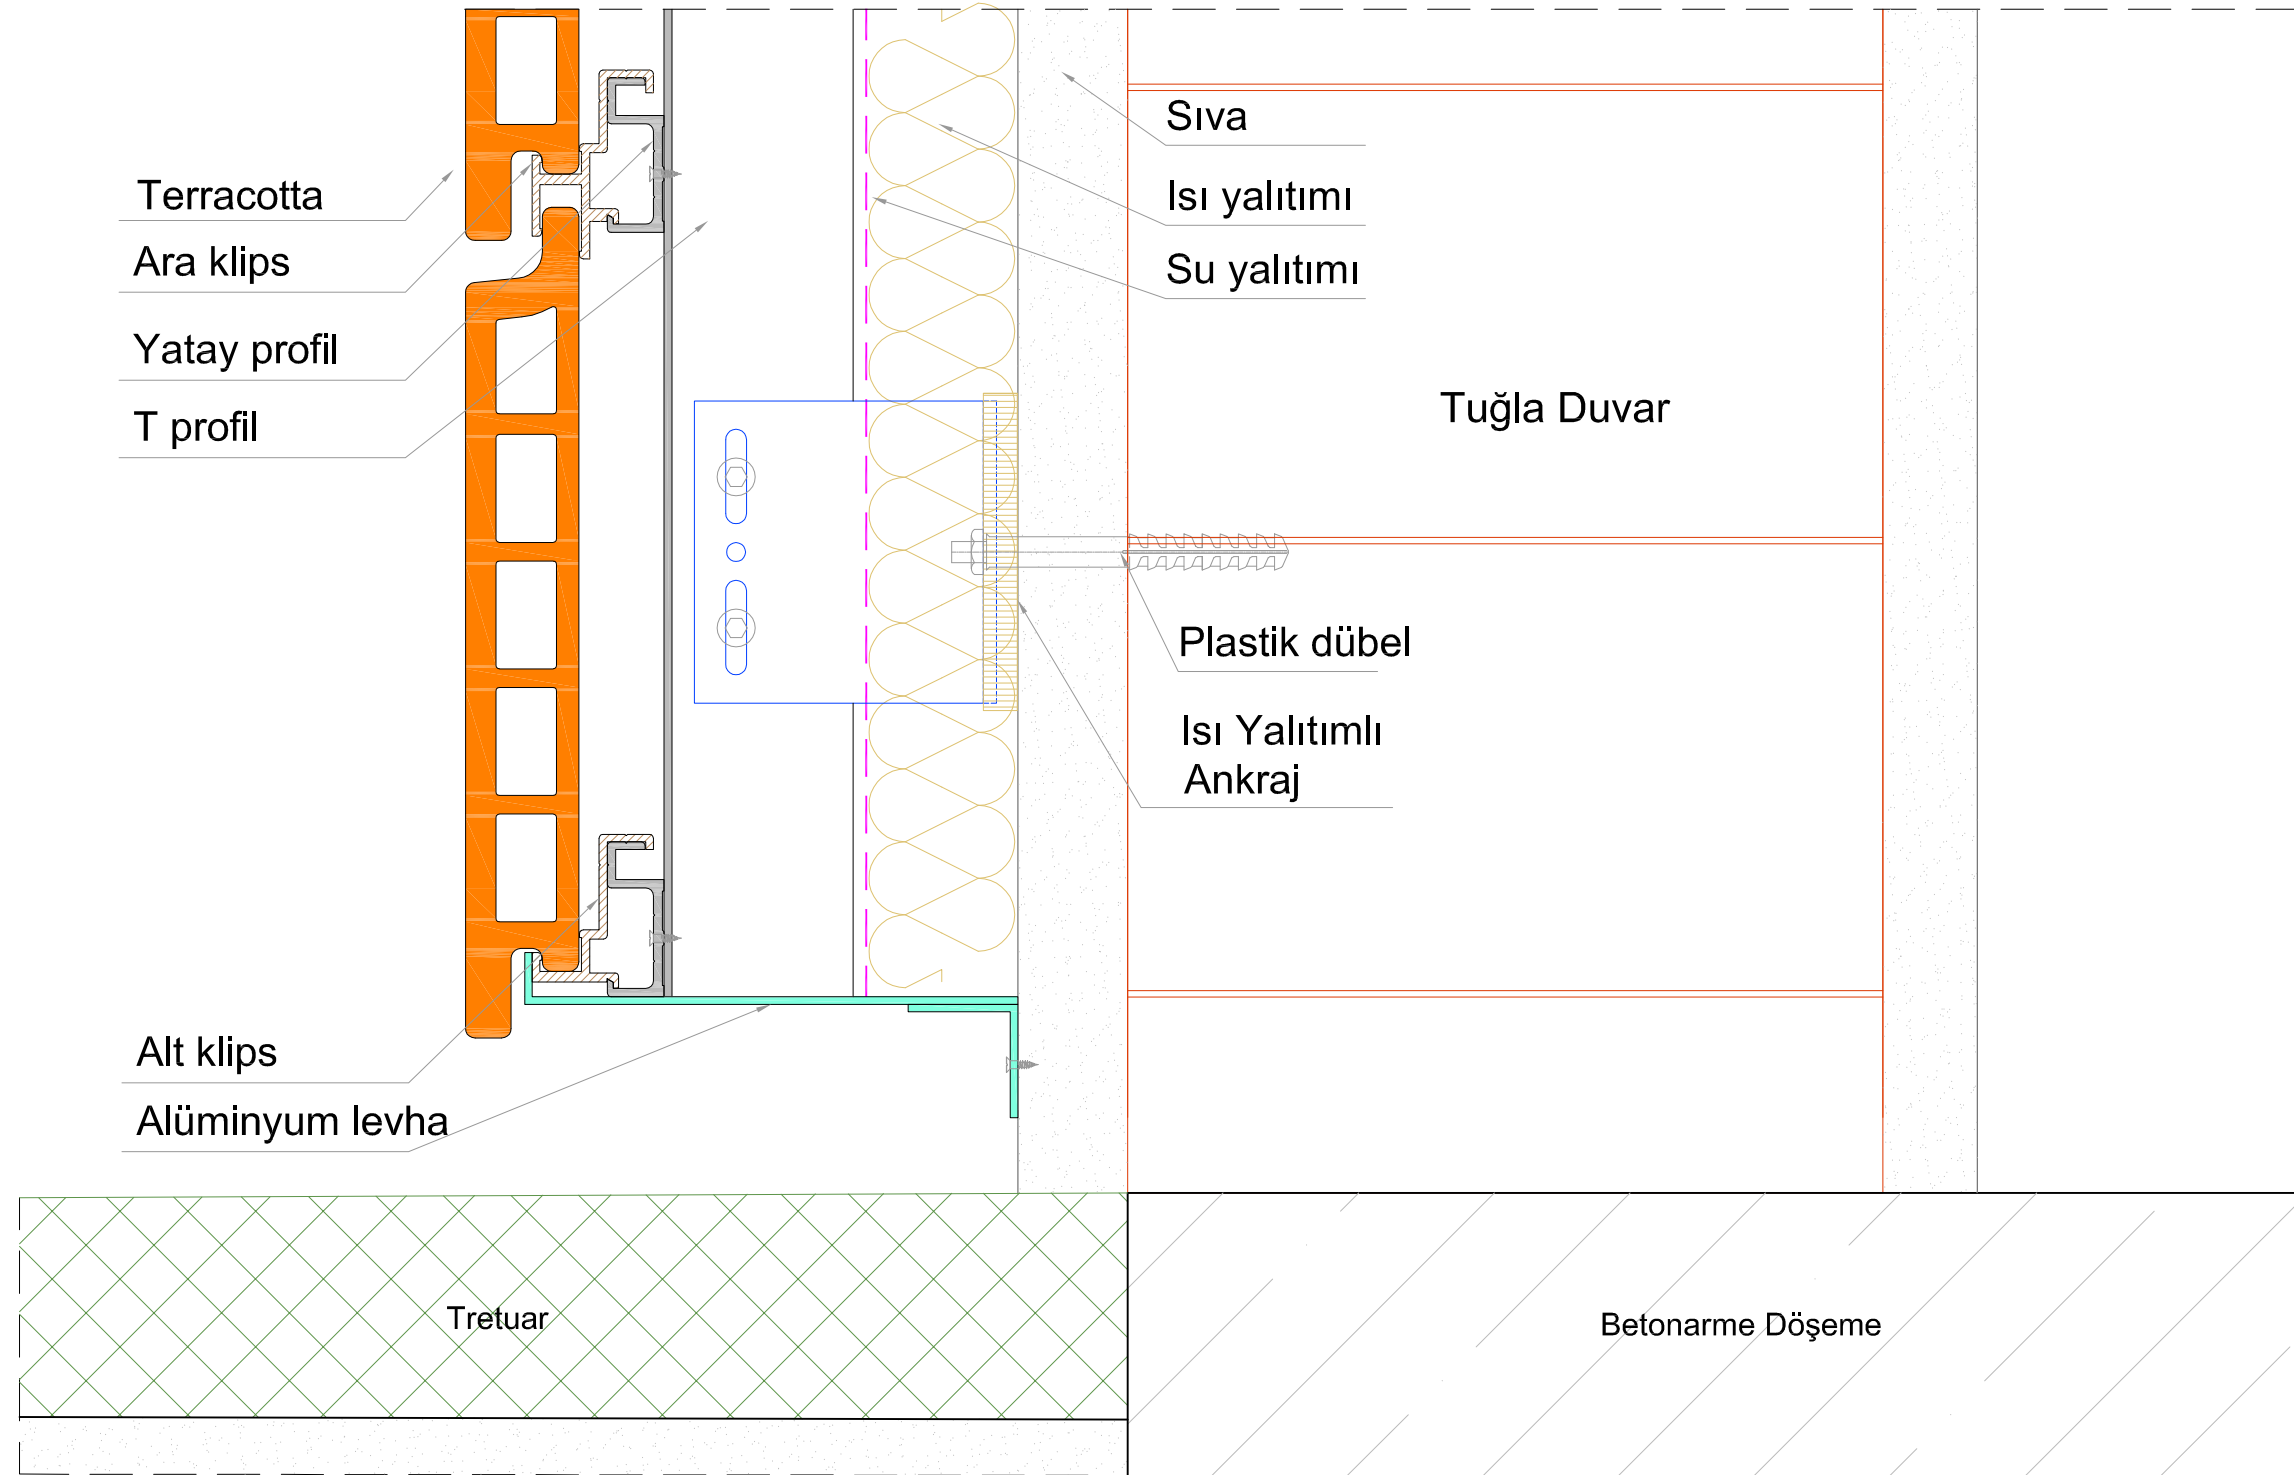 Terracotta
Ara klips
Yatay profil
T profil
Sıva
Isı yalıtımı
Su yalıtımı
Tuğla Duvar
Plastik dübel
Isı Yalıtımlı
Ankraj
Alt klips
Alüminyum levha
Tretuar
Betonarme Döşeme